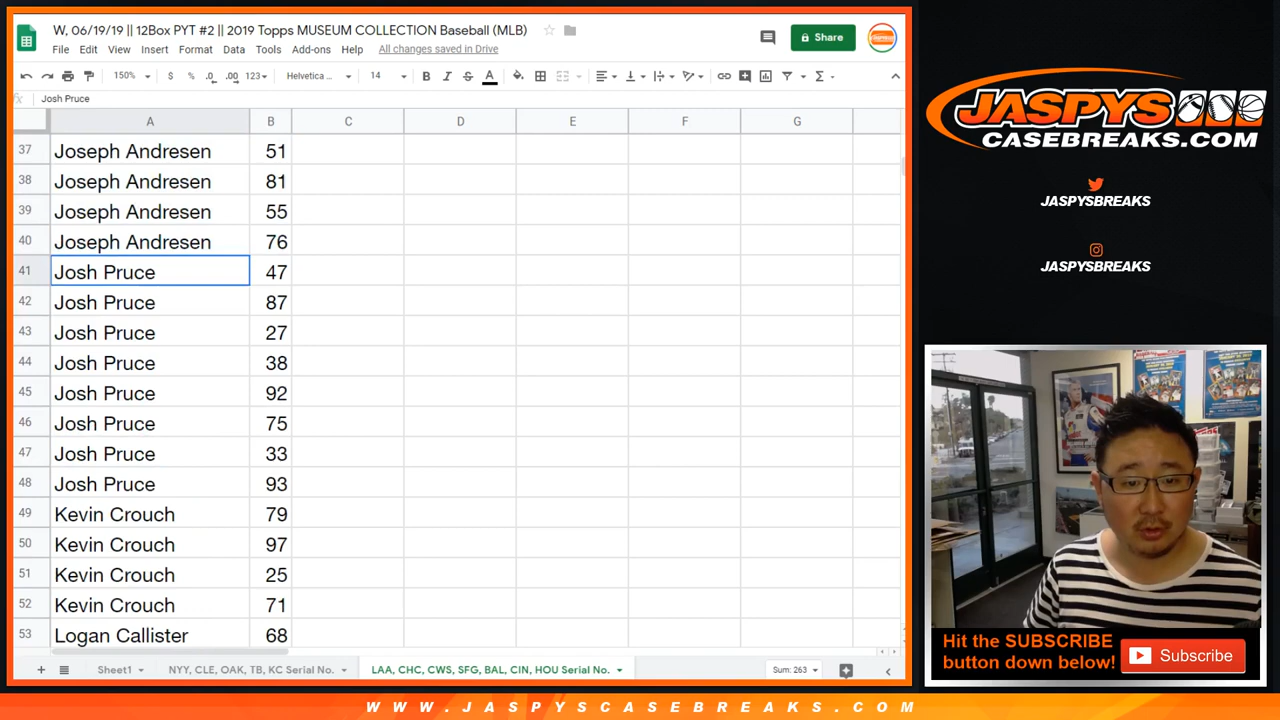 W, 06/19/19 || 12Box PYT #2 || 2019 Topps MUSEUM COLLECTION Baseball (MLB)
File Edit View Insert Format Data Tools Add-ons Help All changes saved in Drive
Share
150% $ % .0 .00 123 Helvetica ... 14 B I S A
fx Josh Pruce
A B C D E F G
37 Joseph Andresen 51
38 Joseph Andresen 81
39 Joseph Andresen 55
40 Joseph Andresen 76
41 Josh Pruce 47
42 Josh Pruce 87
43 Josh Pruce 27
44 Josh Pruce 38
45 Josh Pruce 92
46 Josh Pruce 75
47 Josh Pruce 33
48 Josh Pruce 93
49 Kevin Crouch 79
50 Kevin Crouch 97
51 Kevin Crouch 25
52 Kevin Crouch 71
53 Logan Callister 68
Sheet1 NYY, CLE, OAK, TB, KC Serial No. LAA, CHC, CWS, SFG, BAL, CIN, HOU Serial No. Sum: 263
JASPYS
CASEBREAKS.COM
JASPYSBREAKS
JASPYSBREAKS
Hit the SUBSCRIBE
button down below!
Subscribe
WWW.JASPYSCASEBREAKS.COM